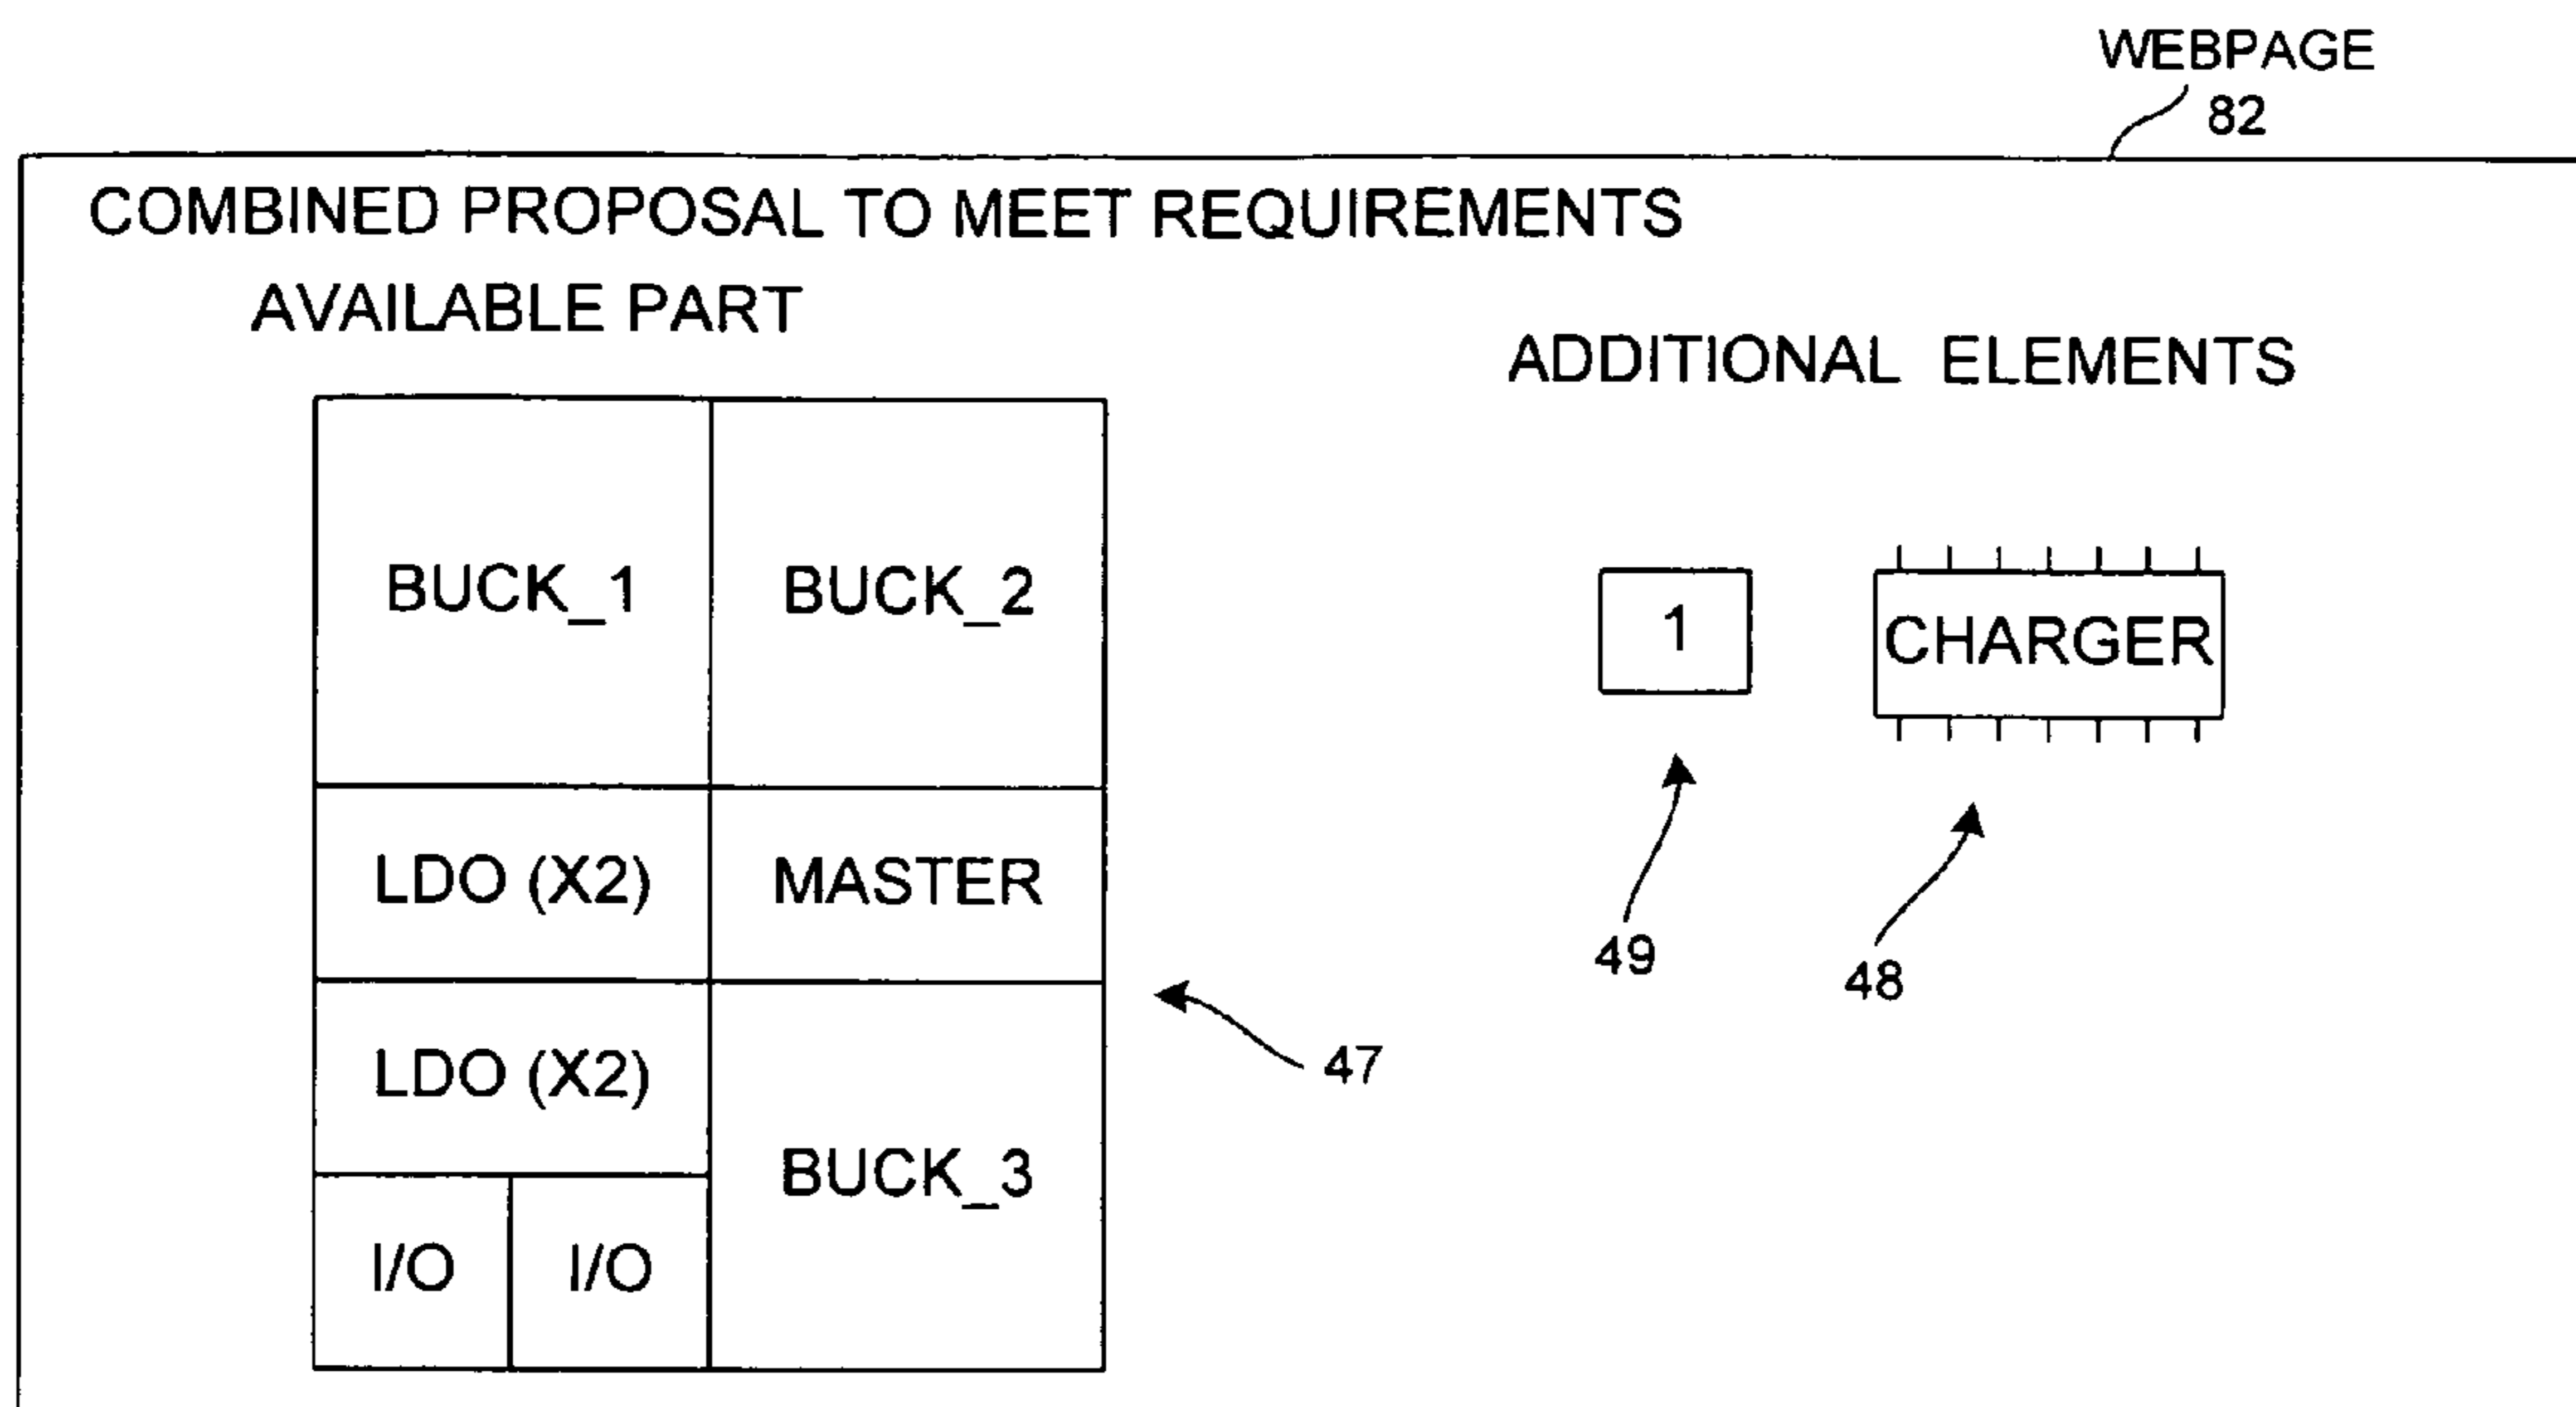 WEBPAGE
82
COMBINED PROPOSAL TO MEET REQUIREMENTS
AVAILABLE PART
ADDITIONAL ELEMENTS
BUCK_1
BUCK_2
1
CHARGER
LDO (X2)
MASTER
49
48
LDO (X2)
47
BUCK_3
I/O
I/O